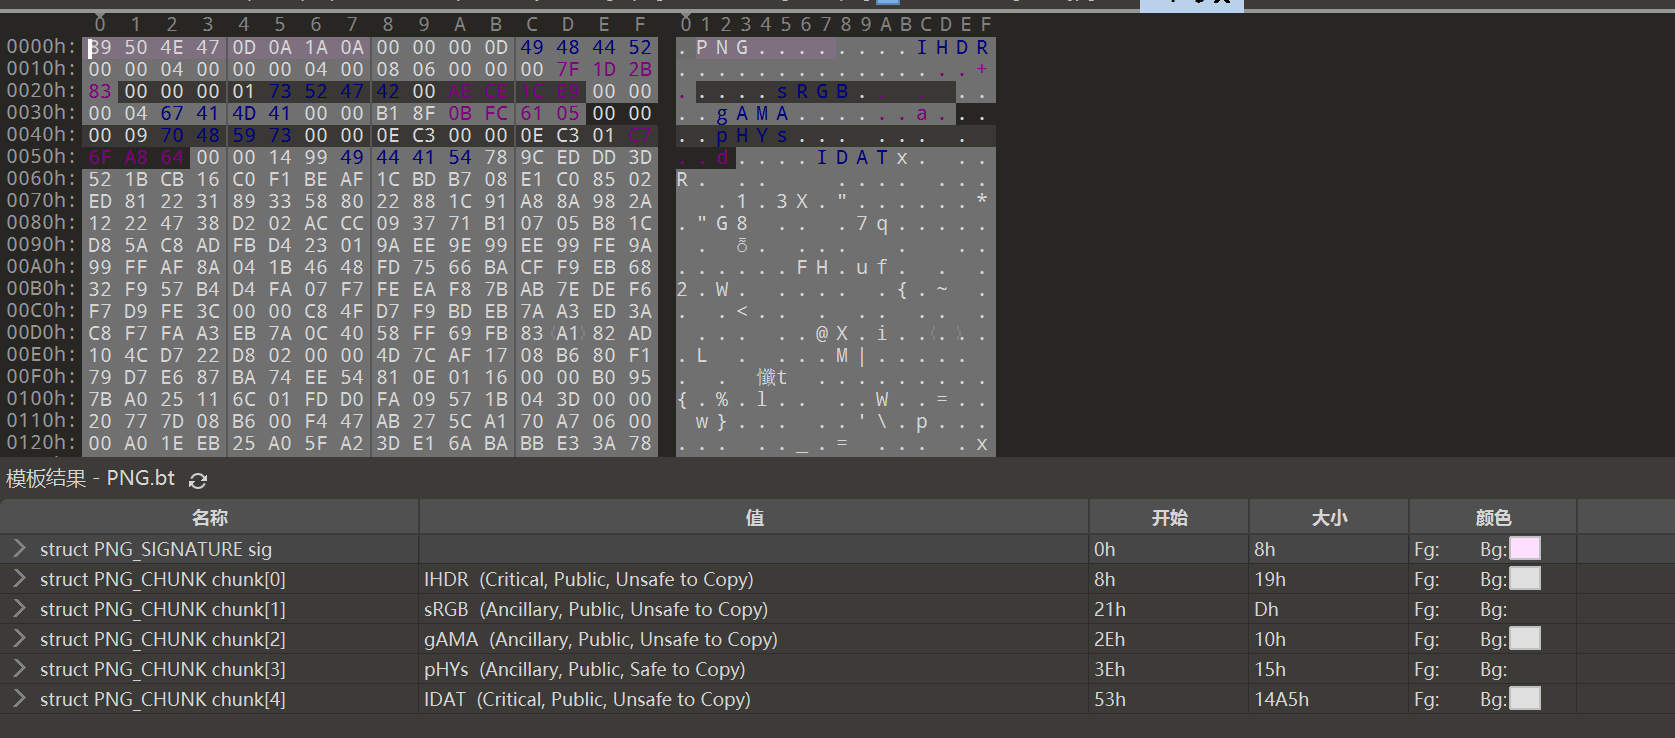 0 1 2 3 4 5 6 7 8 9 A B C D E F 0 1 2 3 4 5 6 7 8 9 A B C D E F
0000h: 89 50 4E 47 0D 0A 1A 0A 00 00 00 0D 49 48 44 52 .PNG........IHDR
0010h: 00 00 04 00 00 00 04 00 08 06 00 00 00 7F 1D 2B ...............+
0020h: 83 00 00 00 01 73 52 47 42 00 AE CE 1C E9 00 00 .....sRGB. . ..
0030h: 00 04 67 41 4D 41 00 00 B1 8F 0B FC 61 05 00 00 ..gAMA......a...
0040h: 00 09 70 48 59 73 00 00 0E C3 00 00 0E C3 01 C7 ..pHYs... .. .
0050h: 6F A8 64 00 00 14 99 49 44 41 54 78 9C ED DD 3D ..d....IDATx. ..
0060h: 52 1B CB 16 C0 F1 BE AF 1C BD B7 08 E1 C0 85 02 R. .. .... ...
0070h: ED 81 22 31 89 33 58 80 22 88 1C 91 A8 8A 98 2A .1.3X."......*
0080h: 12 22 47 38 D2 02 AC CC 09 37 71 B1 07 05 B8 1C ."G8 .. .7q.....
0090h: D8 5A C8 AD FB D4 23 01 9A EE 9E 99 EE 99 FE 9A
00A0h: 99 FF AF 8A 04 1B 46 48 FD 75 66 BA CF F9 EB 68 ......FH.uf. . .
00B0h: 32 F9 57 B4 D4 FA 07 F7 FE EA F8 7B AB 7E DE F6 2.W. .... .{.~ .
00C0h: F7 D9 FE 3C 00 00 C8 4F D7 F9 BD EB 7A A3 ED 3A . .<.. . .. .
00D0h: C8 F7 FA A3 EB 7A 0C 40 58 FF 69 FB 83 A1 82 AD ... ..@X.i..
00E0h: 10 4C D7 22 D8 02 00 00 4D 7C AF 17 08 B6 80 F1 .L ...M|.....
00F0h: 79 D7 E6 87 BA 74 EE 54 81 0E 01 16 00 00 B0 95 . . 懺t .........
0100h: 7B A0 25 11 6C 01 FD D0 FA 09 57 1B 04 3D 00 00 {.%.l ....W..=..
0110h: 20 77 7D 08 B6 00 F4 47 AB 27 5C A1 70 A7 06 00 w}... ..'\.p...
0120h: 00 A0 1E EB 25 A0 5F A2 3D E1 6A BA BB E3 3A 78 ... .._.= . .x
模板结果 - PNG.bt
名称 值 开始 大小 颜色
struct PNG_SIGNATURE sig 0h 8h Fg: Bg:
struct PNG_CHUNK chunk[0] IHDR (Critical, Public, Unsafe to Copy) 8h 19h Fg: Bg:
struct PNG_CHUNK chunk[1] sRGB (Ancillary, Public, Unsafe to Copy) 21h Dh Fg: Bg:
struct PNG_CHUNK chunk[2] gAMA (Ancillary, Public, Unsafe to Copy) 2Eh 10h Fg: Bg:
struct PNG_CHUNK chunk[3] pHYs (Ancillary, Public, Safe to Copy) 3Eh 15h Fg: Bg:
struct PNG_CHUNK chunk[4] IDAT (Critical, Public, Unsafe to Copy) 53h 14A5h Fg: Bg: